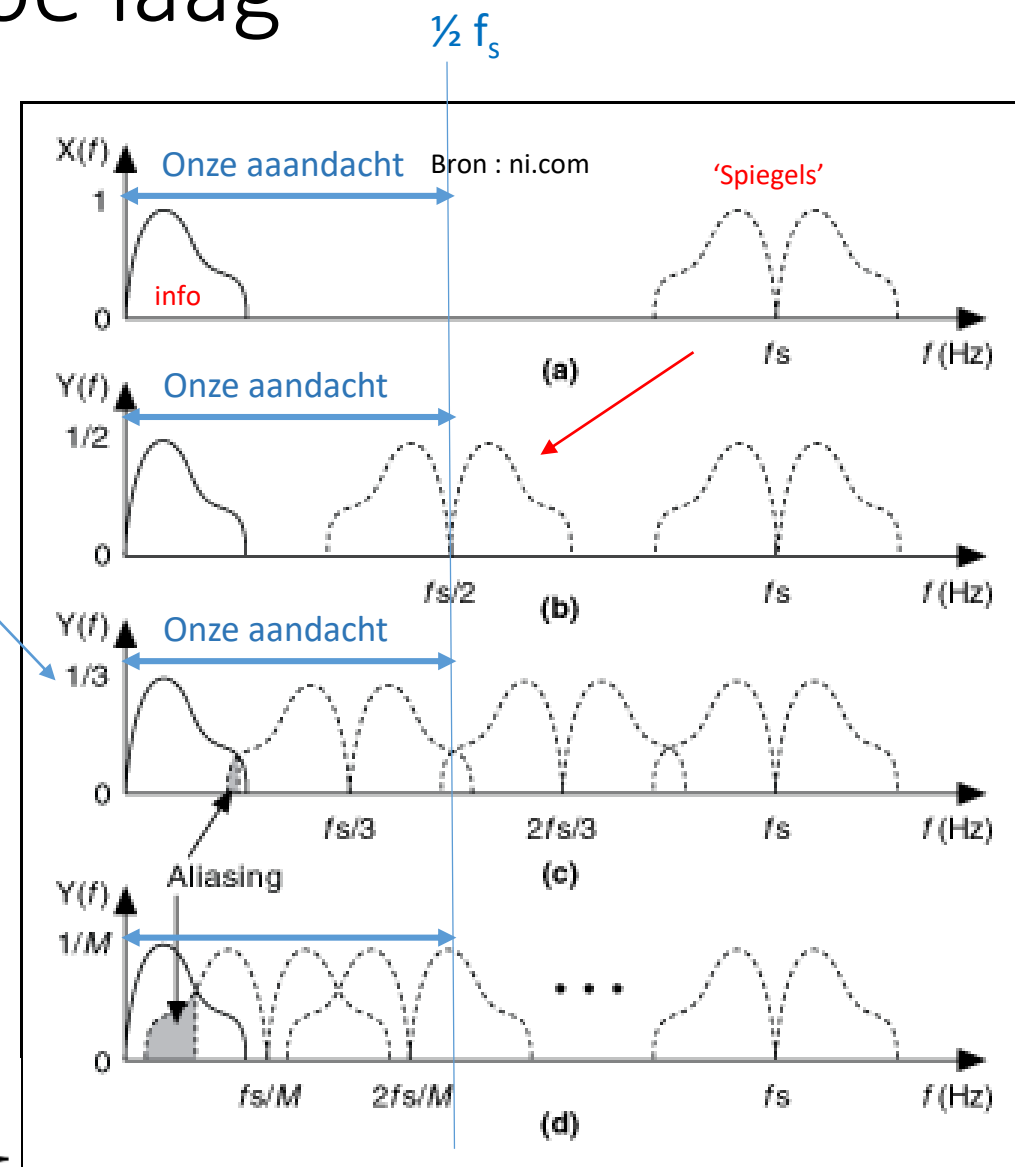 laag
½ fs
X(f)
Onze aaandacht
Bron : ni.com
'Spiegels'
1
info
0
fs
f (Hz)
(a)
Y(f)
Onze aandacht
1/2
0
fs/2
fs
f (Hz)
(b)
Y(f)
Onze aandacht
1/3
0
fs/3
2fs/3
fs
f (Hz)
Aliasing
(c)
Y(f)
1/M
0
fs/M
2fs/M
fs
f (Hz)
(d)